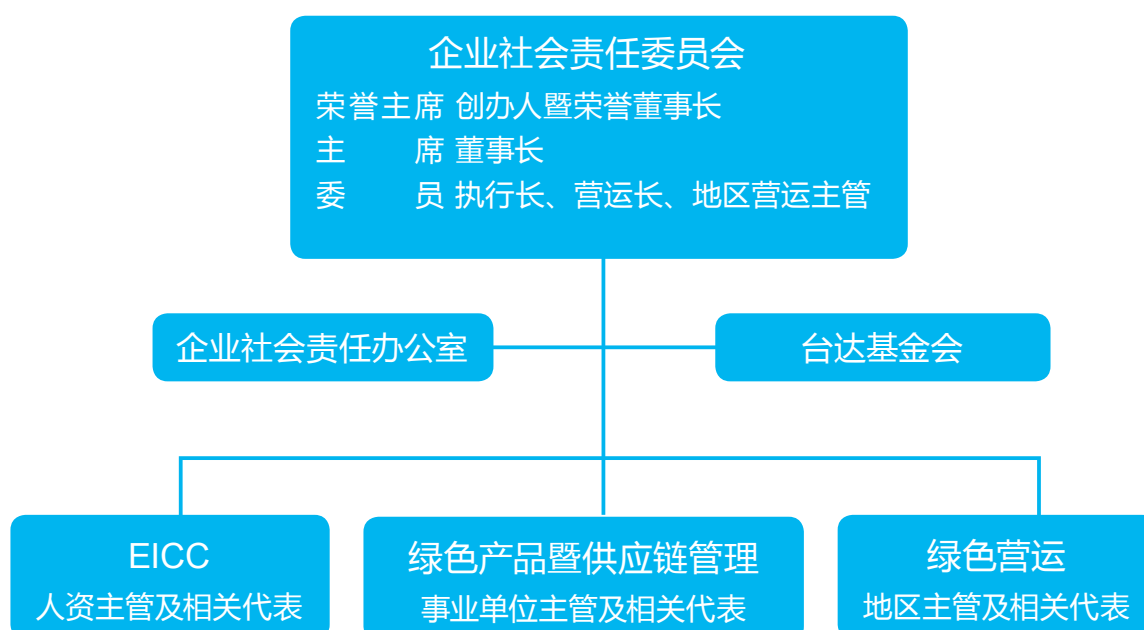 企业社会责任委员会
荣誉主席 创办人暨荣誉董事长
主 席 董事长
委 员 执行长、营运长、地区营运主管
企业社会责任办公室
台达基金会
EICC
人资主管及相关代表
绿色产品暨供应链管理
事业单位主管及相关代表
绿色营运
地区主管及相关代表